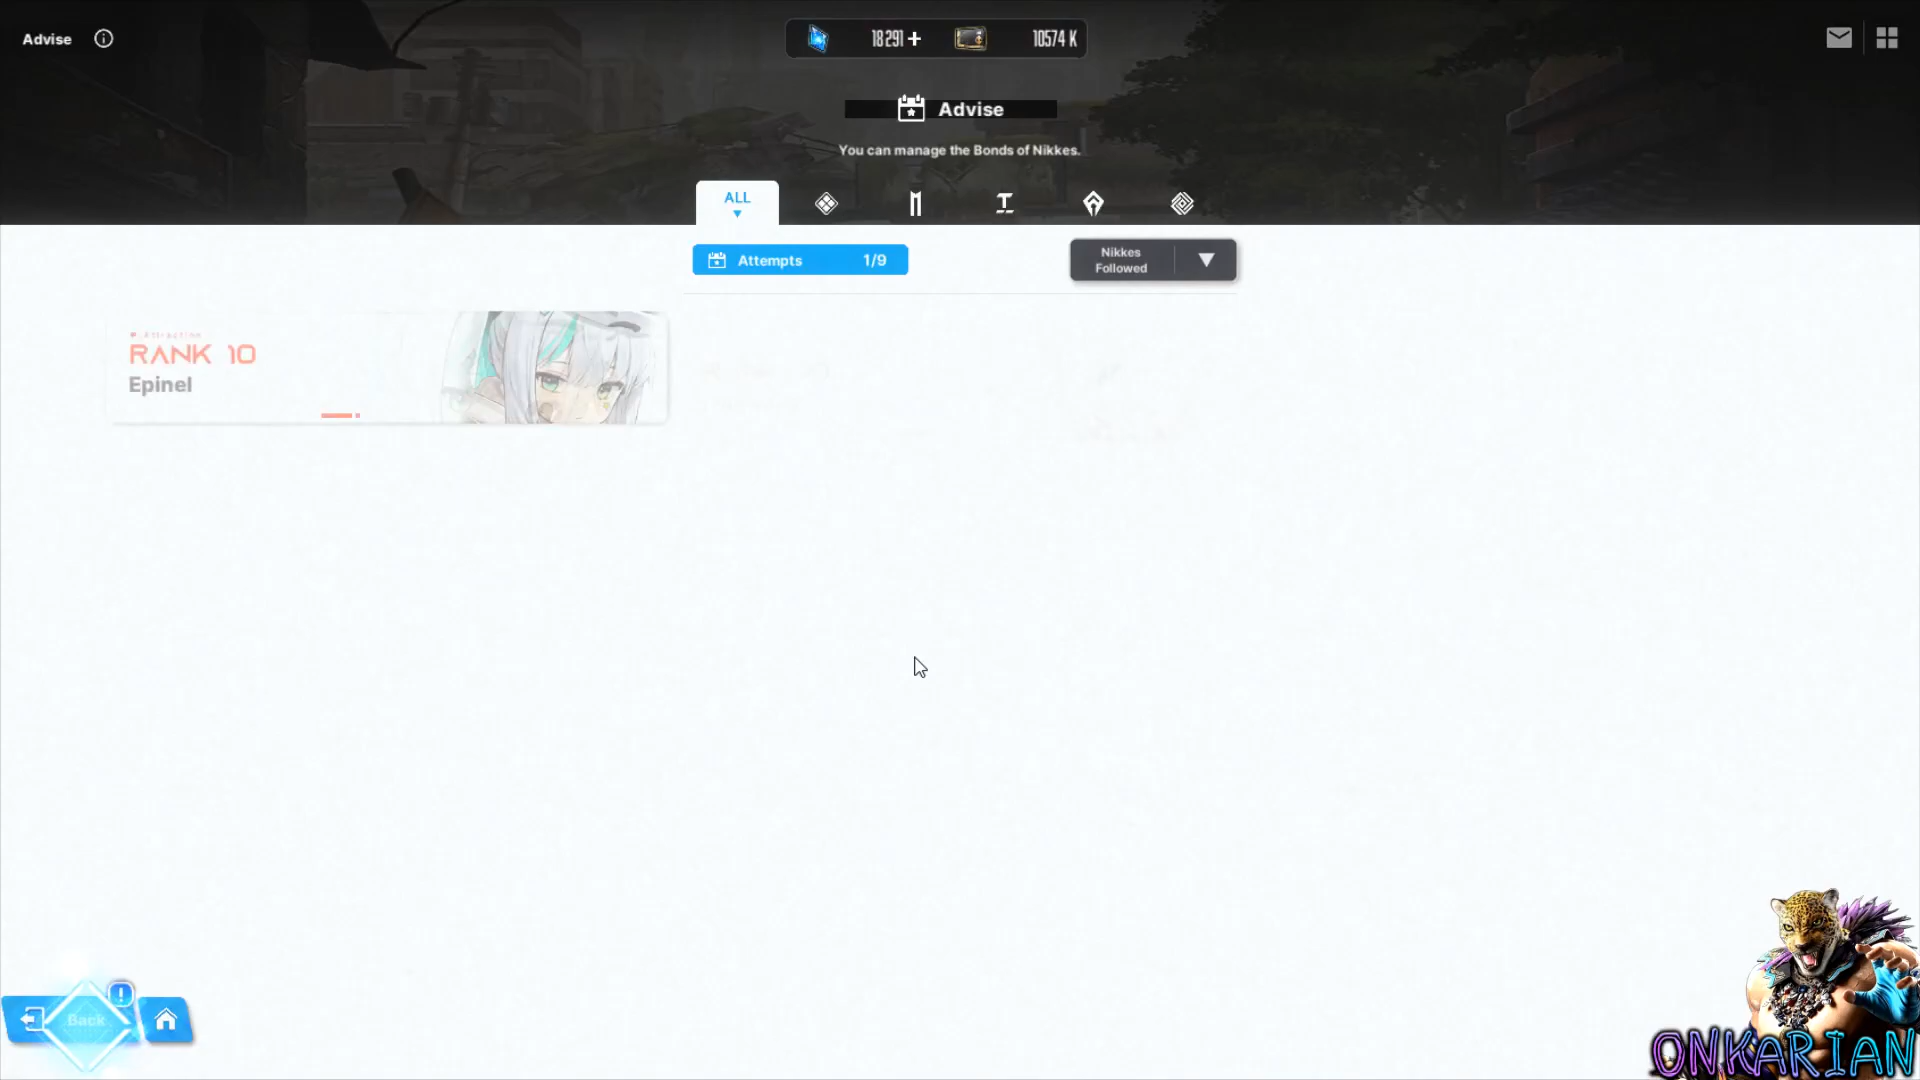 Advise
18291
10574 K
Advise
You can manage the Bonds of Nikkes.
ALL
Attempts 1/9
Nikkes
Followed
Attraction
RANK 10
Epinel
Back
ONKARIAN